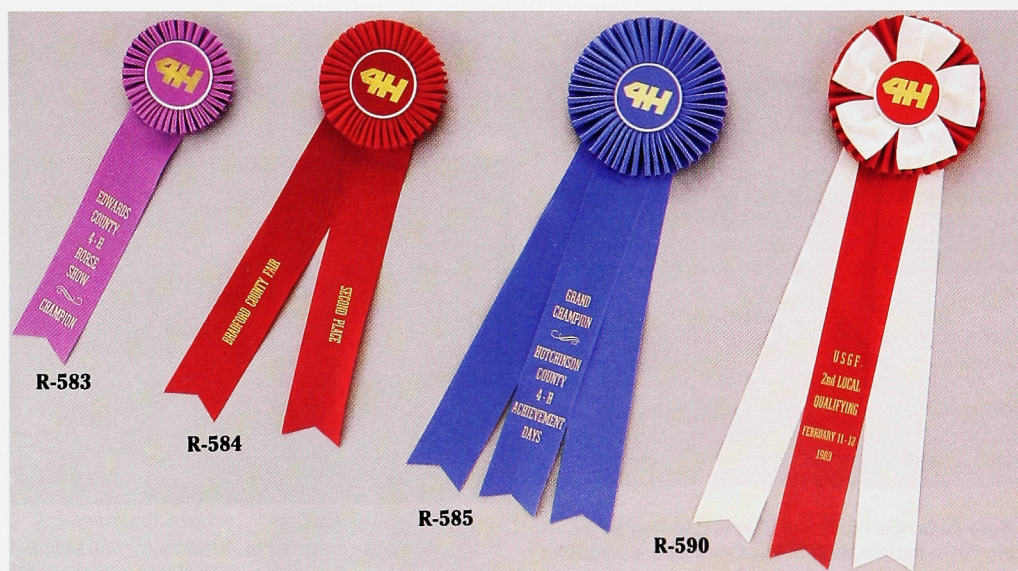 4H
EDWARDS
COUNTY
4-H
HORSE
SHOW
CHAMPION
R-583
4H
BRADFORD COUNTY FAIR
SECOND PLACE
R-584
4H
GRAND
CHAMPION
HUTCHINSON
COUNTY
4-H
ACHIEVEMENT
DAYS
R-585
4H
USGF
2nd LOCAL
QUALIFYING
FEBRUARY 11-12
1989
R-590